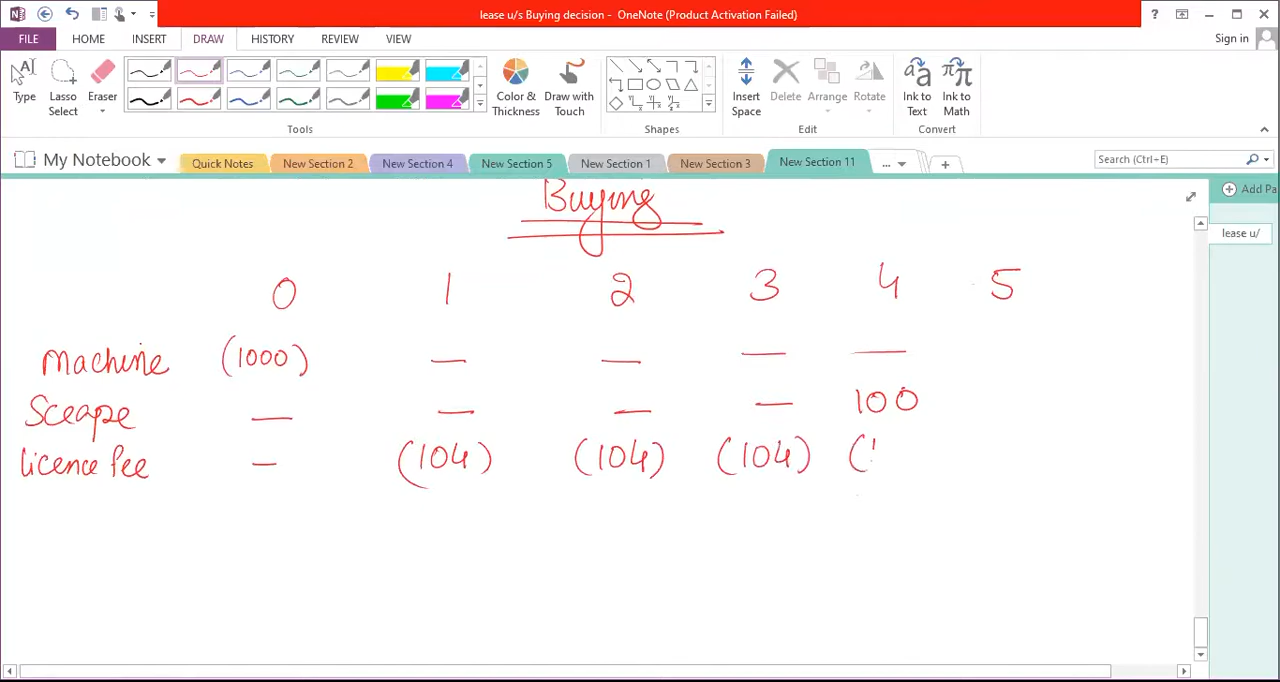 lease u/s Buying decision - OneNote (Product Activation Failed)
FILE HOME INSERT DRAW HISTORY REVIEW VIEW Sign in
Type Lasso Select Eraser Color & Thickness Draw with Touch Insert Space Delete Arrange Rotate Ink to Text Ink to Math
Tools Shapes Edit Convert
My Notebook Quick Notes New Section 2 New Section 4 New Section 5 New Section 1 New Section 3 New Section 11 ... Search (Ctrl+E)
Add Pa
lease u/
Buying
0 1 2 3 4 5
Machine (1000) — — — —
Sceape — — — — 100
licence fee — (104) (104) (104) (